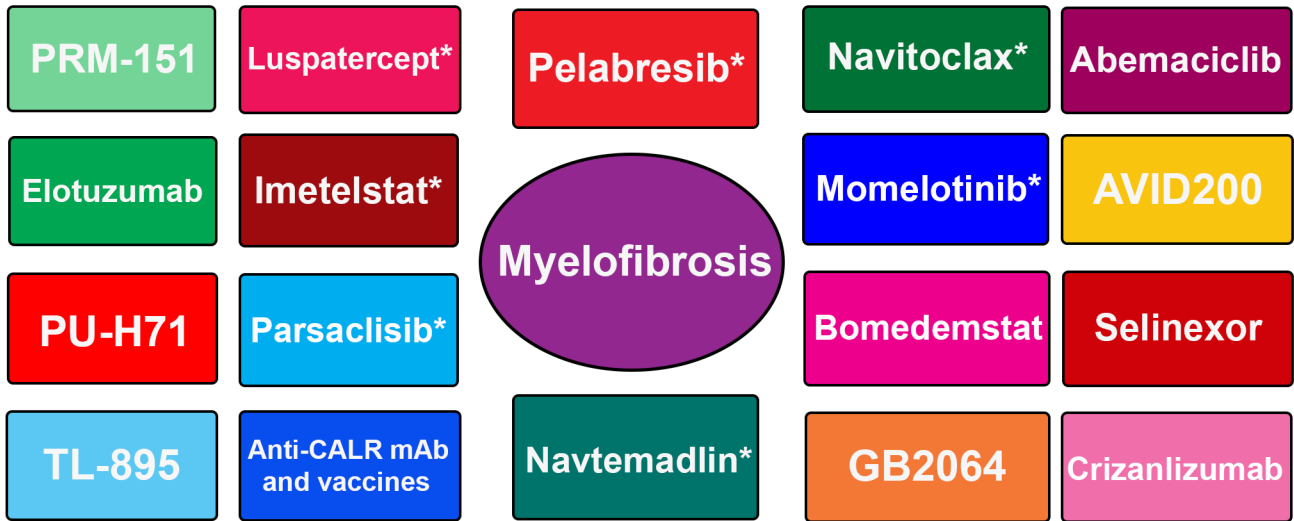 PRM-151
Luspatercept*
Pelabresib*
Navitoclax*
Abemaciclib
Elotuzumab
Imetelstat*
Myelofibrosis
Momelotinib*
AVID200
PU-H71
Parsaclisib*
Bomedemstat
Selinexor
TL-895
Anti-CALR mAb
and vaccines
Navtemadlin*
GB2064
Crizanlizumab